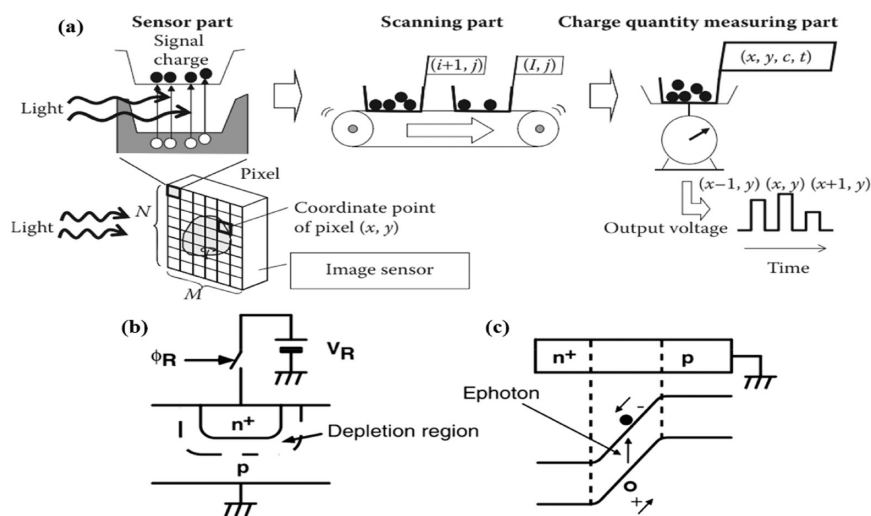 (a)
Sensor part
Scanning part
Charge quantity measuring part
Signal
charge
Light
(i+1, j)
(I, j)
(x, y, c, t)
Pixel
N
Light
Coordinate point
of pixel (x, y)
Image sensor
M
(x−1, y) (x, y) (x+1, y)
Output voltage
Time
(b)
ϕR
VR
n+
Depletion region
p
(c)
n+
p
Ephoton
-
+